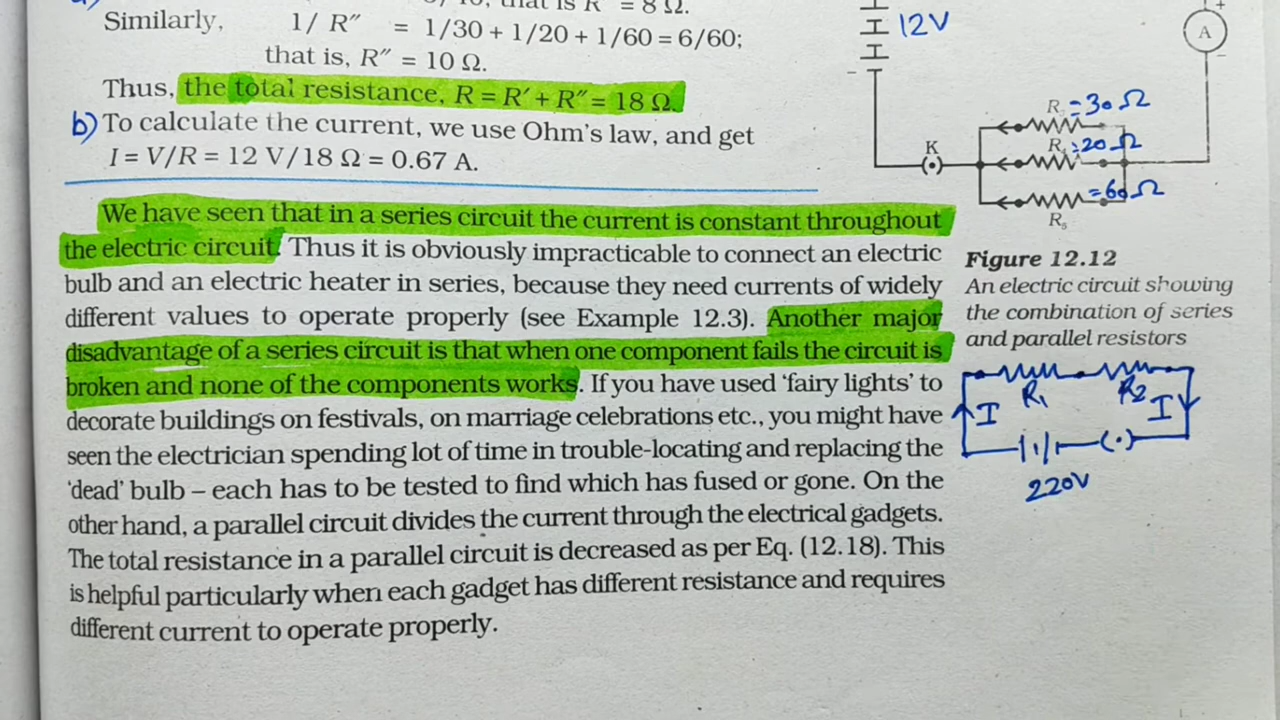 that is R = 8 Ω.
Similarly, 1/ R″ = 1/30 + 1/20 + 1/60 = 6/60;
that is, R″ = 10 Ω.
Thus, the total resistance, R = R′ + R″ = 18 Ω.
b) To calculate the current, we use Ohm's law, and get
I = V/R = 12 V/18 Ω = 0.67 A.
We have seen that in a series circuit the current is constant throughout
the electric circuit. Thus it is obviously impracticable to connect an electric
bulb and an electric heater in series, because they need currents of widely
different values to operate properly (see Example 12.3). Another major
disadvantage of a series circuit is that when one component fails the circuit is
broken and none of the components works. If you have used 'fairy lights' to
decorate buildings on festivals, on marriage celebrations etc., you might have
seen the electrician spending lot of time in trouble-locating and replacing the
'dead' bulb – each has to be tested to find which has fused or gone. On the
other hand, a parallel circuit divides the current through the electrical gadgets.
The total resistance in a parallel circuit is decreased as per Eq. (12.18). This
is helpful particularly when each gadget has different resistance and requires
different current to operate properly.
12V
+
A
–
–
K
R =30Ω
R =20Ω
=60Ω
R₅
Figure 12.12
An electric circuit showing
the combination of series
and parallel resistors
R₁ R₂
I I
220V